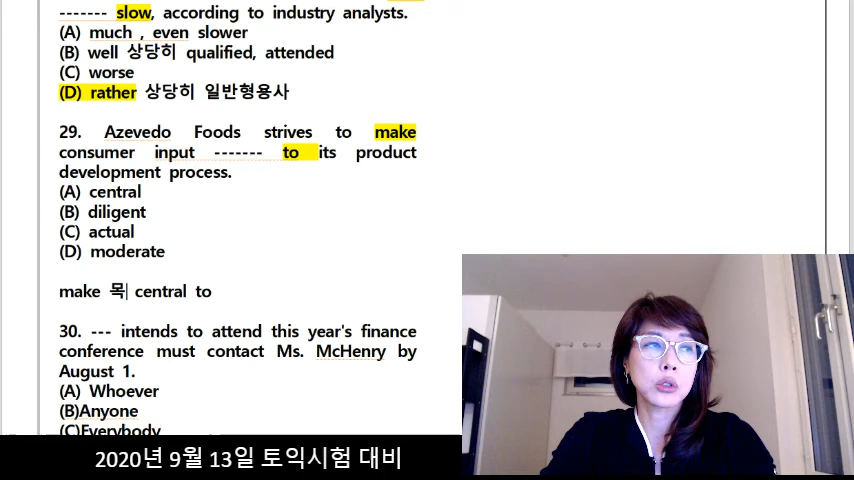 ------- slow, according to industry analysts.
(A) much , even slower
(B) well 상당히 qualified, attended
(C) worse
(D) rather 상당히 일반형용사
29. Azevedo Foods strives to make
consumer input ------- to its product
development process.
(A) central
(B) diligent
(C) actual
(D) moderate
make 목 central to
30. --- intends to attend this year's finance
conference must contact Ms. McHenry by
August 1.
(A) Whoever
(B)Anyone
(C)Everybody
2020년 9월 13일 토익시험 대비